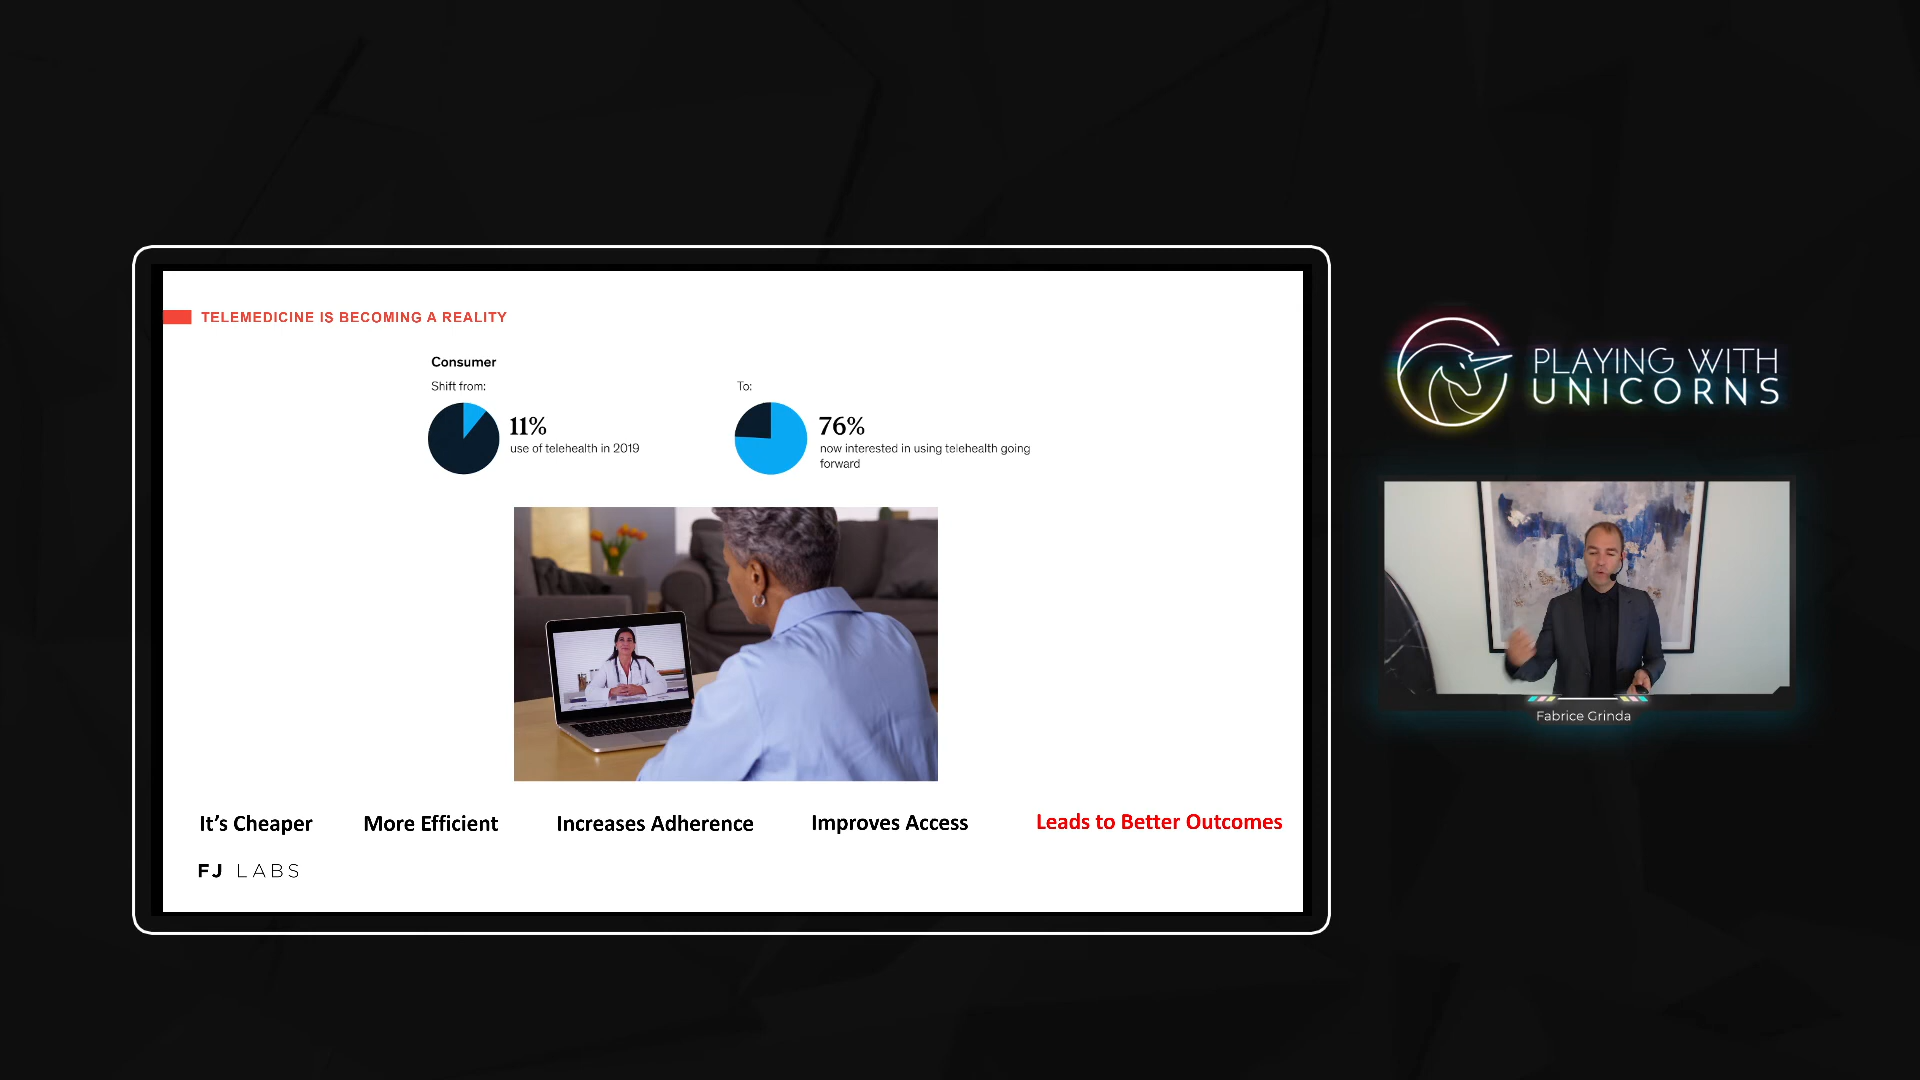 TELEMEDICINE IS BECOMING A REALITY
Consumer
Shift from:
11%
use of telehealth in 2019
To:
76%
now interested in using telehealth going
forward
It's Cheaper
More Efficient
Increases Adherence
Improves Access
Leads to Better Outcomes
FJ LABS
PLAYING WITH
UNICORNS
Fabrice Grinda